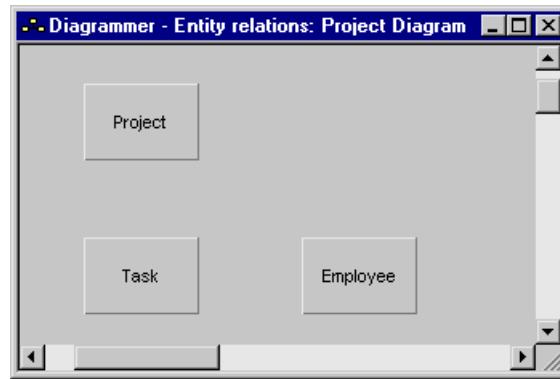 Diagrammer - Entity relations: Project Diagram
Project
Task Employee